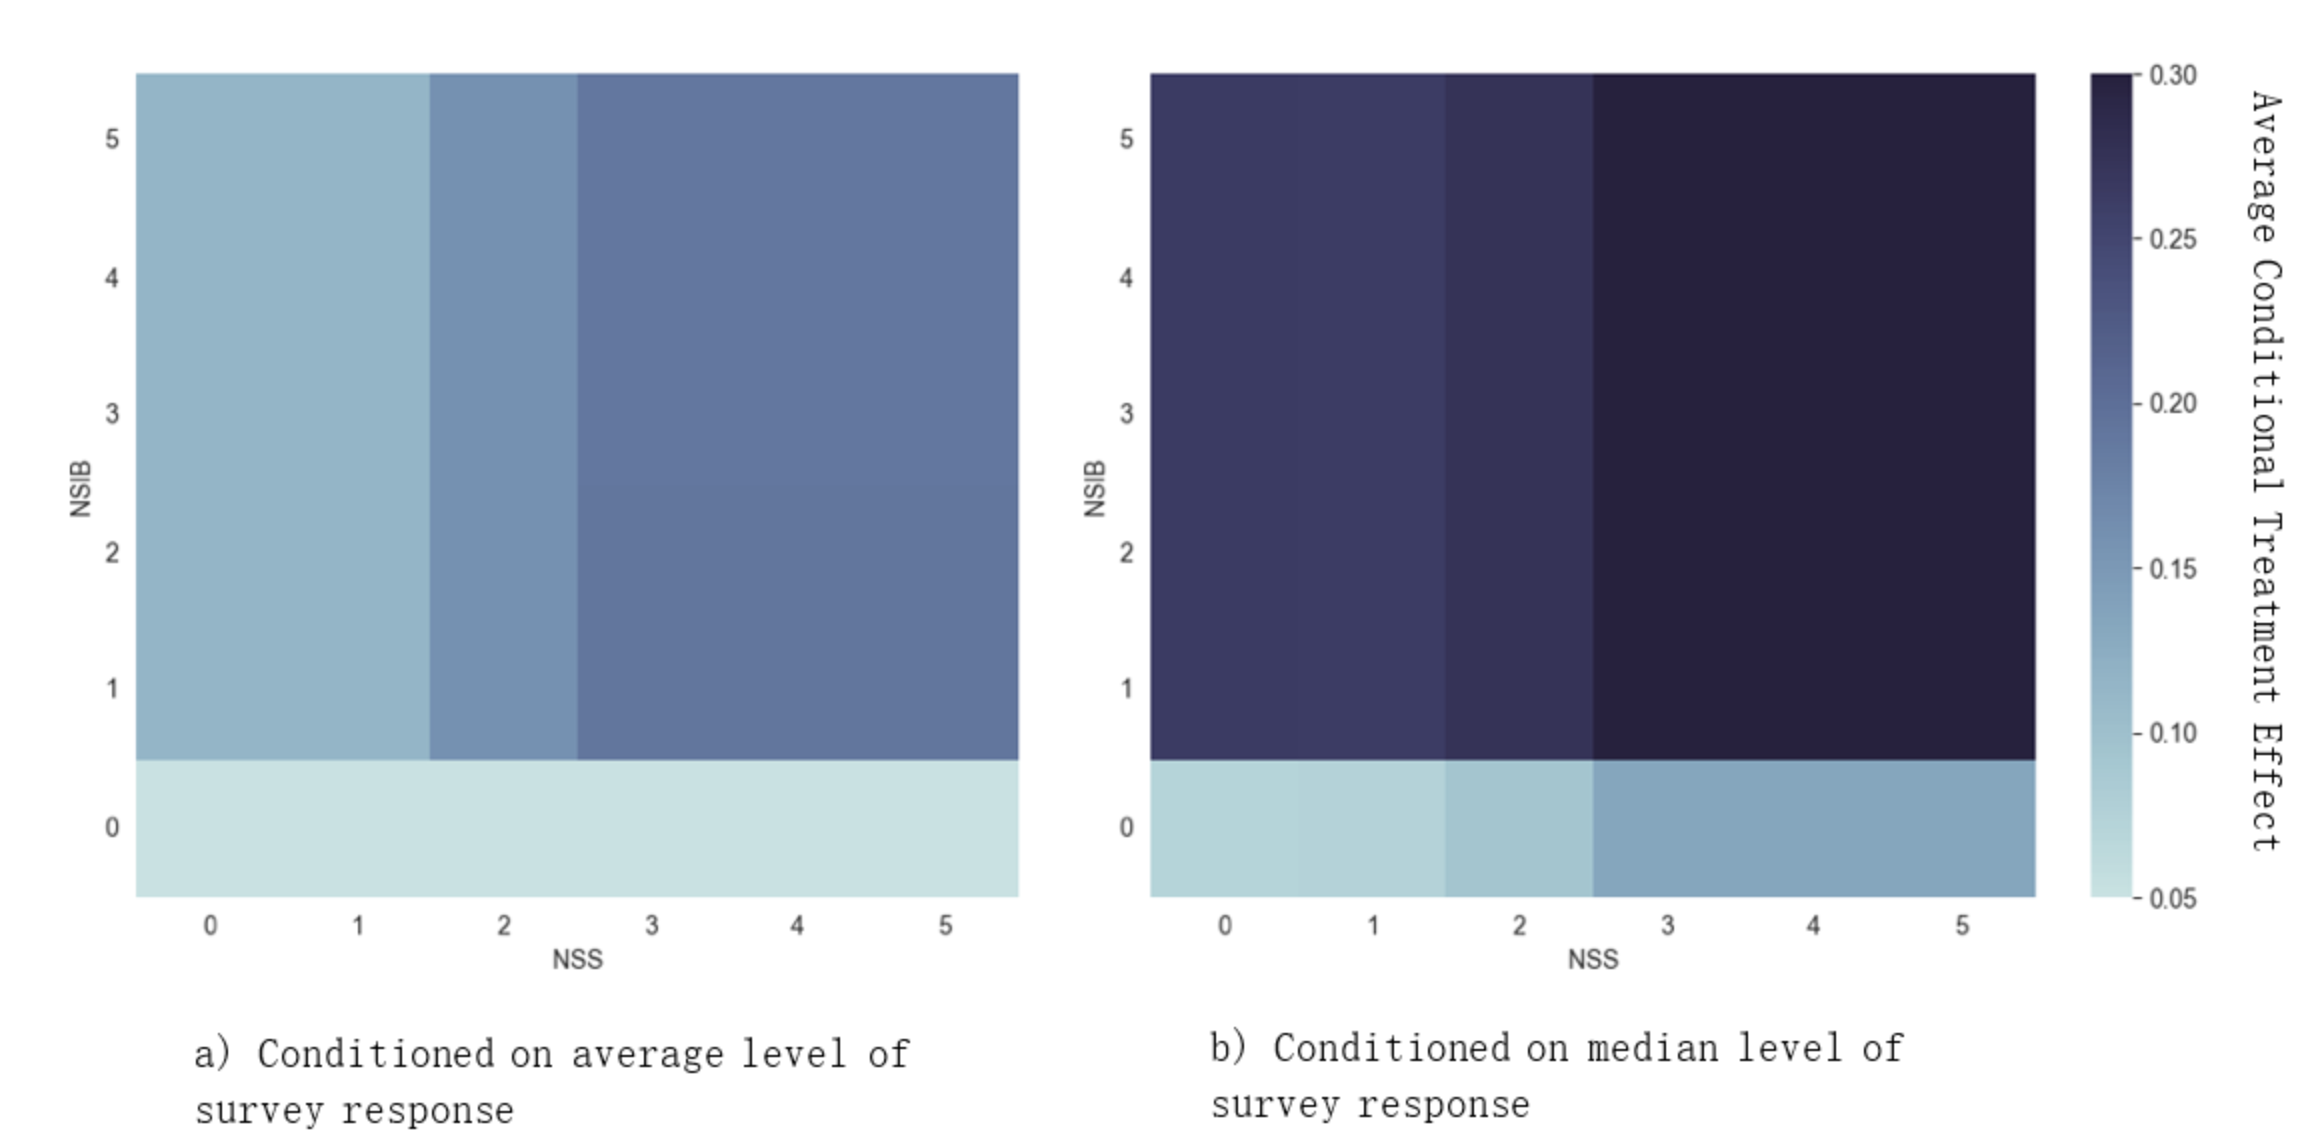 5
4
3
2
1
0
NSIB
0 1 2 3 4 5
NSS
a) Conditioned on average level of
survey response
5
4
3
2
1
0
NSIB
0 1 2 3 4 5
NSS
b) Conditioned on median level of
survey response
0.30
0.25
0.20
0.15
0.10
0.05
Average Conditional Treatment Effect